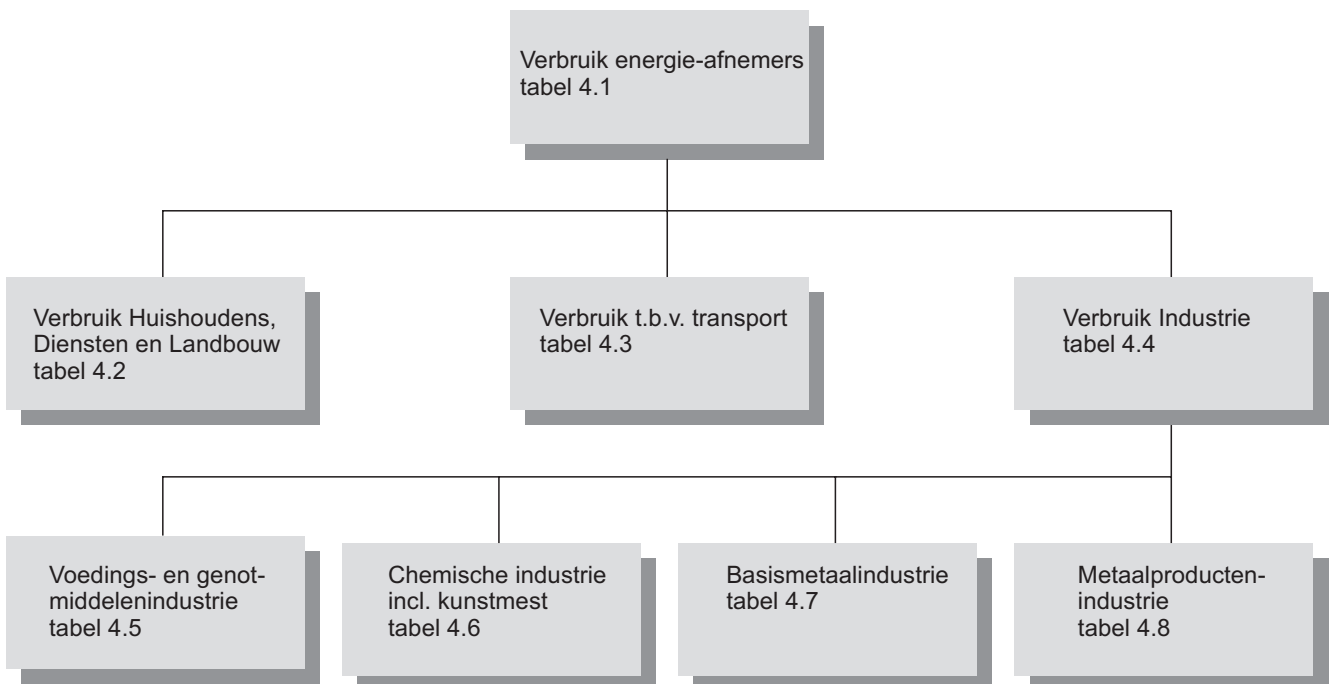 Verbruik energie-afnemers
tabel 4.1
Verbruik Huishoudens,
Diensten en Landbouw
tabel 4.2
Verbruik t.b.v. transport
tabel 4.3
Verbruik Industrie
tabel 4.4
Voedings- en genot-
middelenindustrie
tabel 4.5
Chemische industrie
incl. kunstmest
tabel 4.6
Basismetaalindustrie
tabel 4.7
Metaalproducten-
industrie
tabel 4.8